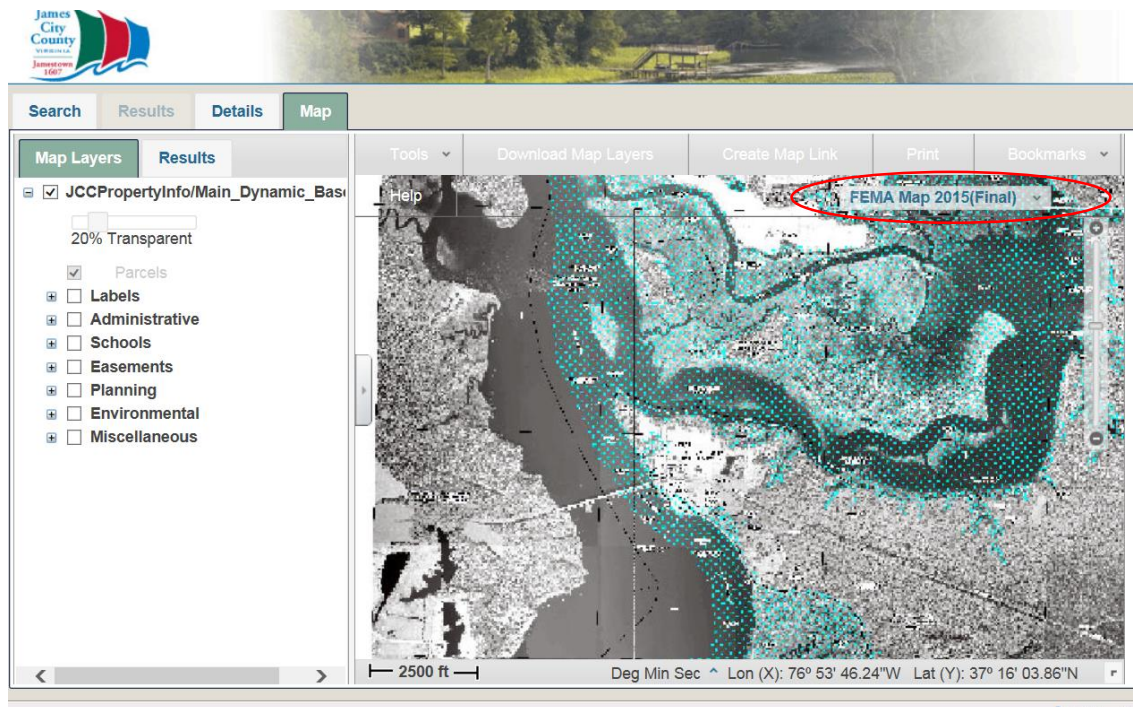 James
City
County
VIRGINIA
Jamestown
1607
Search Results Details Map
Map Layers Results
Tools Download Map Layers Create Map Link Print Bookmarks
Help
FEMA Map 2015(Final)
JCCPropertyInfo/Main_Dynamic_Base
20% Transparent
Parcels
Labels
Administrative
Schools
Easements
Planning
Environmental
Miscellaneous
2500 ft Deg Min Sec ^ Lon (X): 76º 53' 46.24"W Lat (Y): 37º 16' 03.86"N